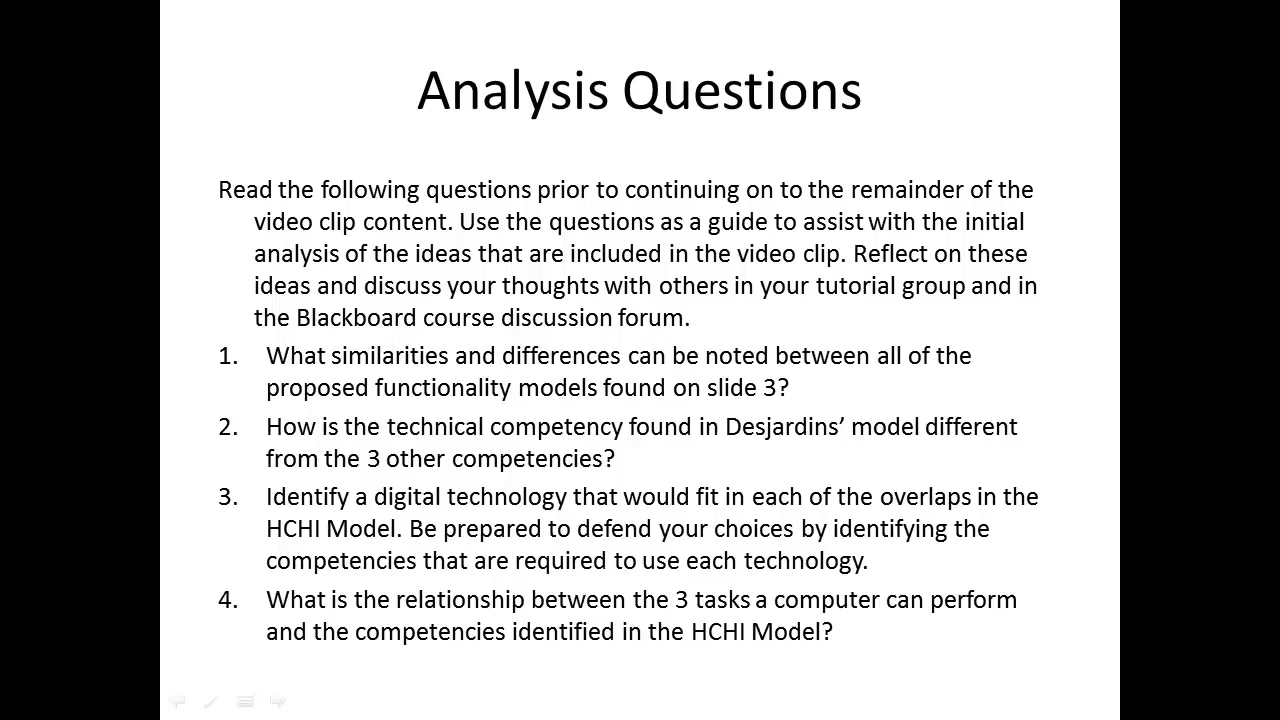 Analysis Questions
Read the following questions prior to continuing on to the remainder of the
video clip content. Use the questions as a guide to assist with the initial
analysis of the ideas that are included in the video clip. Reflect on these
ideas and discuss your thoughts with others in your tutorial group and in
the Blackboard course discussion forum.
1. What similarities and differences can be noted between all of the
proposed functionality models found on slide 3?
2. How is the technical competency found in Desjardins’ model different
from the 3 other competencies?
3. Identify a digital technology that would fit in each of the overlaps in the
HCHI Model. Be prepared to defend your choices by identifying the
competencies that are required to use each technology.
4. What is the relationship between the 3 tasks a computer can perform
and the competencies identified in the HCHI Model?